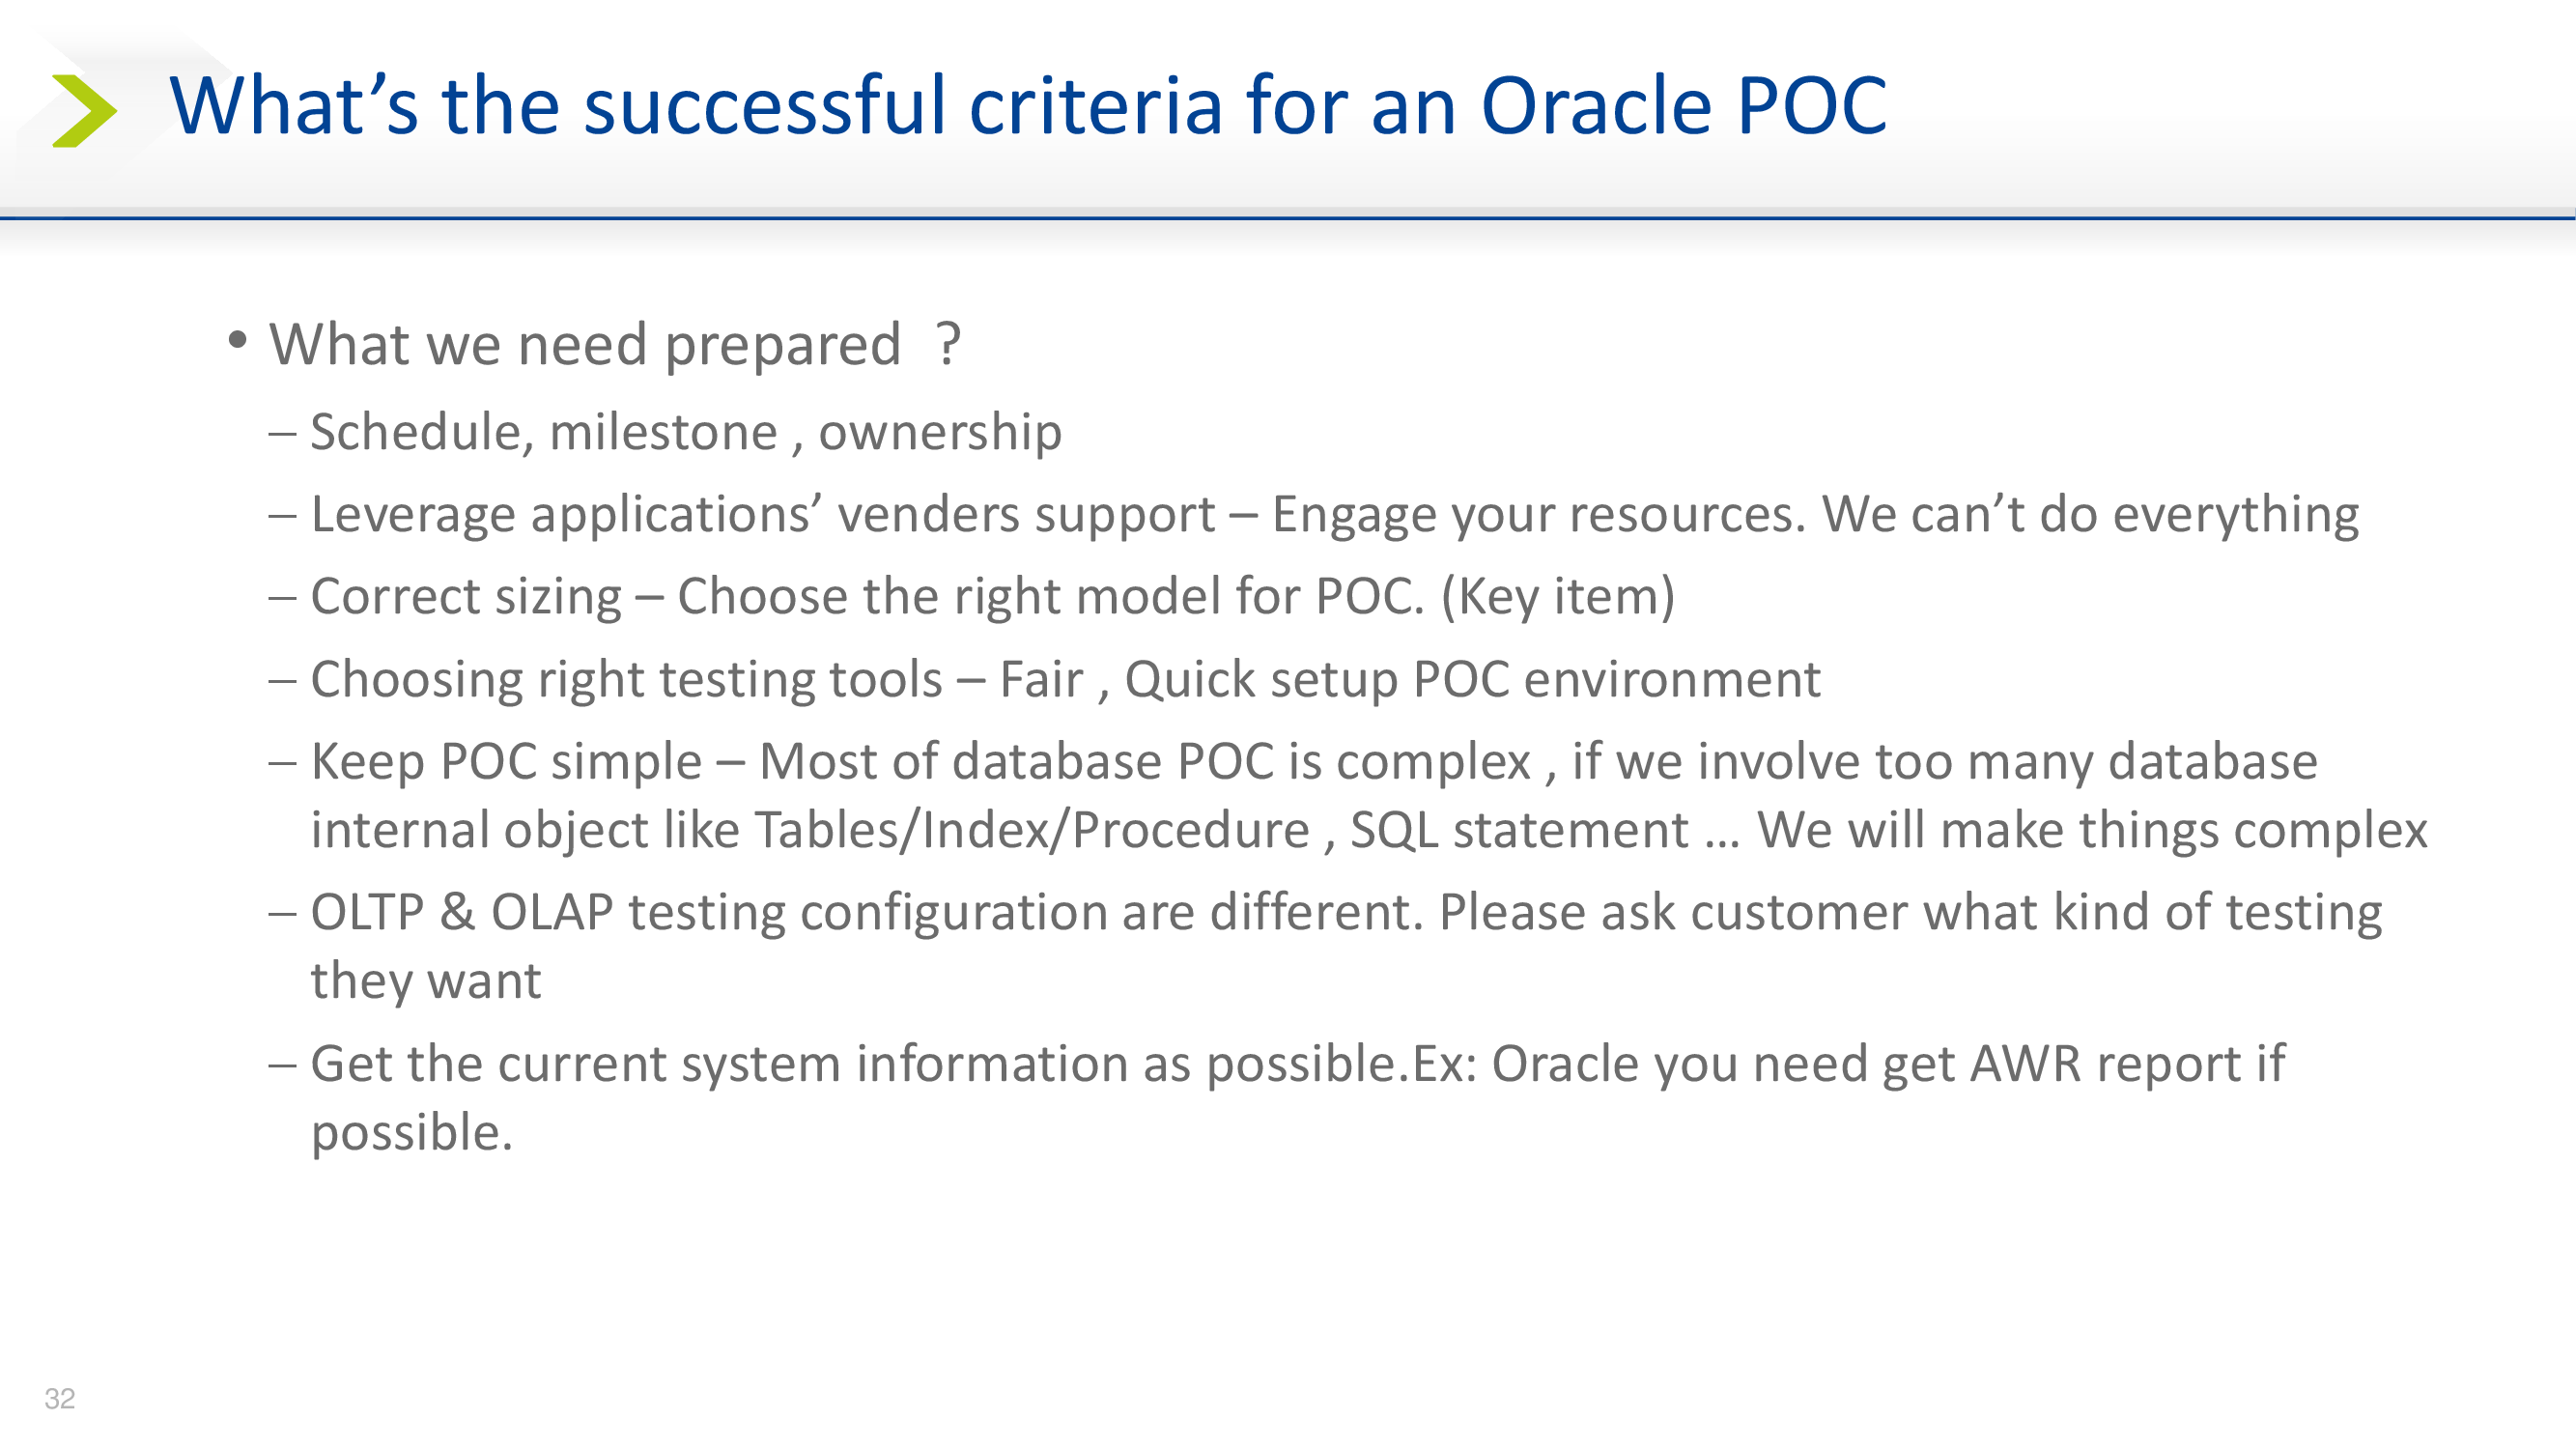 What’s the successful criteria for an Oracle POC
• What we need prepared  ?
– Schedule, milestone , ownership
– Leverage applications’ venders support – Engage your resources. We can’t do everything
– Correct sizing – Choose the right model for POC. (Key item)
– Choosing right testing tools – Fair , Quick setup POC environment
– Keep POC simple – Most of database POC is complex , if we involve too many database
internal object like Tables/Index/Procedure , SQL statement … We will make things complex
– OLTP & OLAP testing configuration are different. Please ask customer what kind of testing
they want
– Get the current system information as possible.Ex: Oracle you need get AWR report if
possible.
32